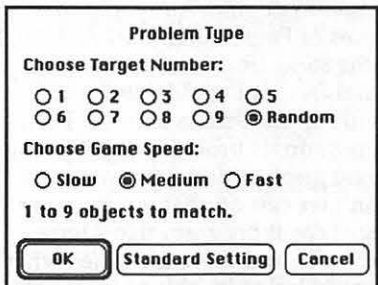 Problem Type
Choose Target Number:
1 2 3 4 5
6 7 8 9 Random
Choose Game Speed:
Slow Medium Fast
1 to 9 objects to match.
OK Standard Setting Cancel